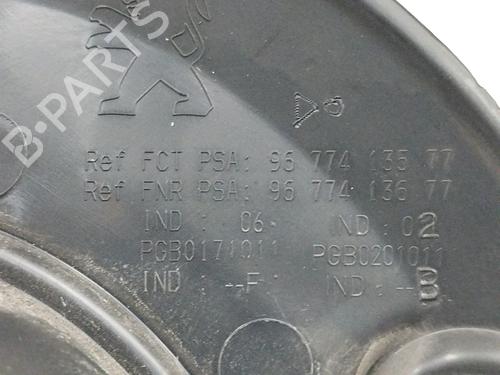 B-PARTS
Ref FCT PSA: 96 774 135 77
Ref FNR PSA: 96 774 136 77
IND : 06 IND : 02
PGB0171011 PGB0201011
IND : --F IND : --B